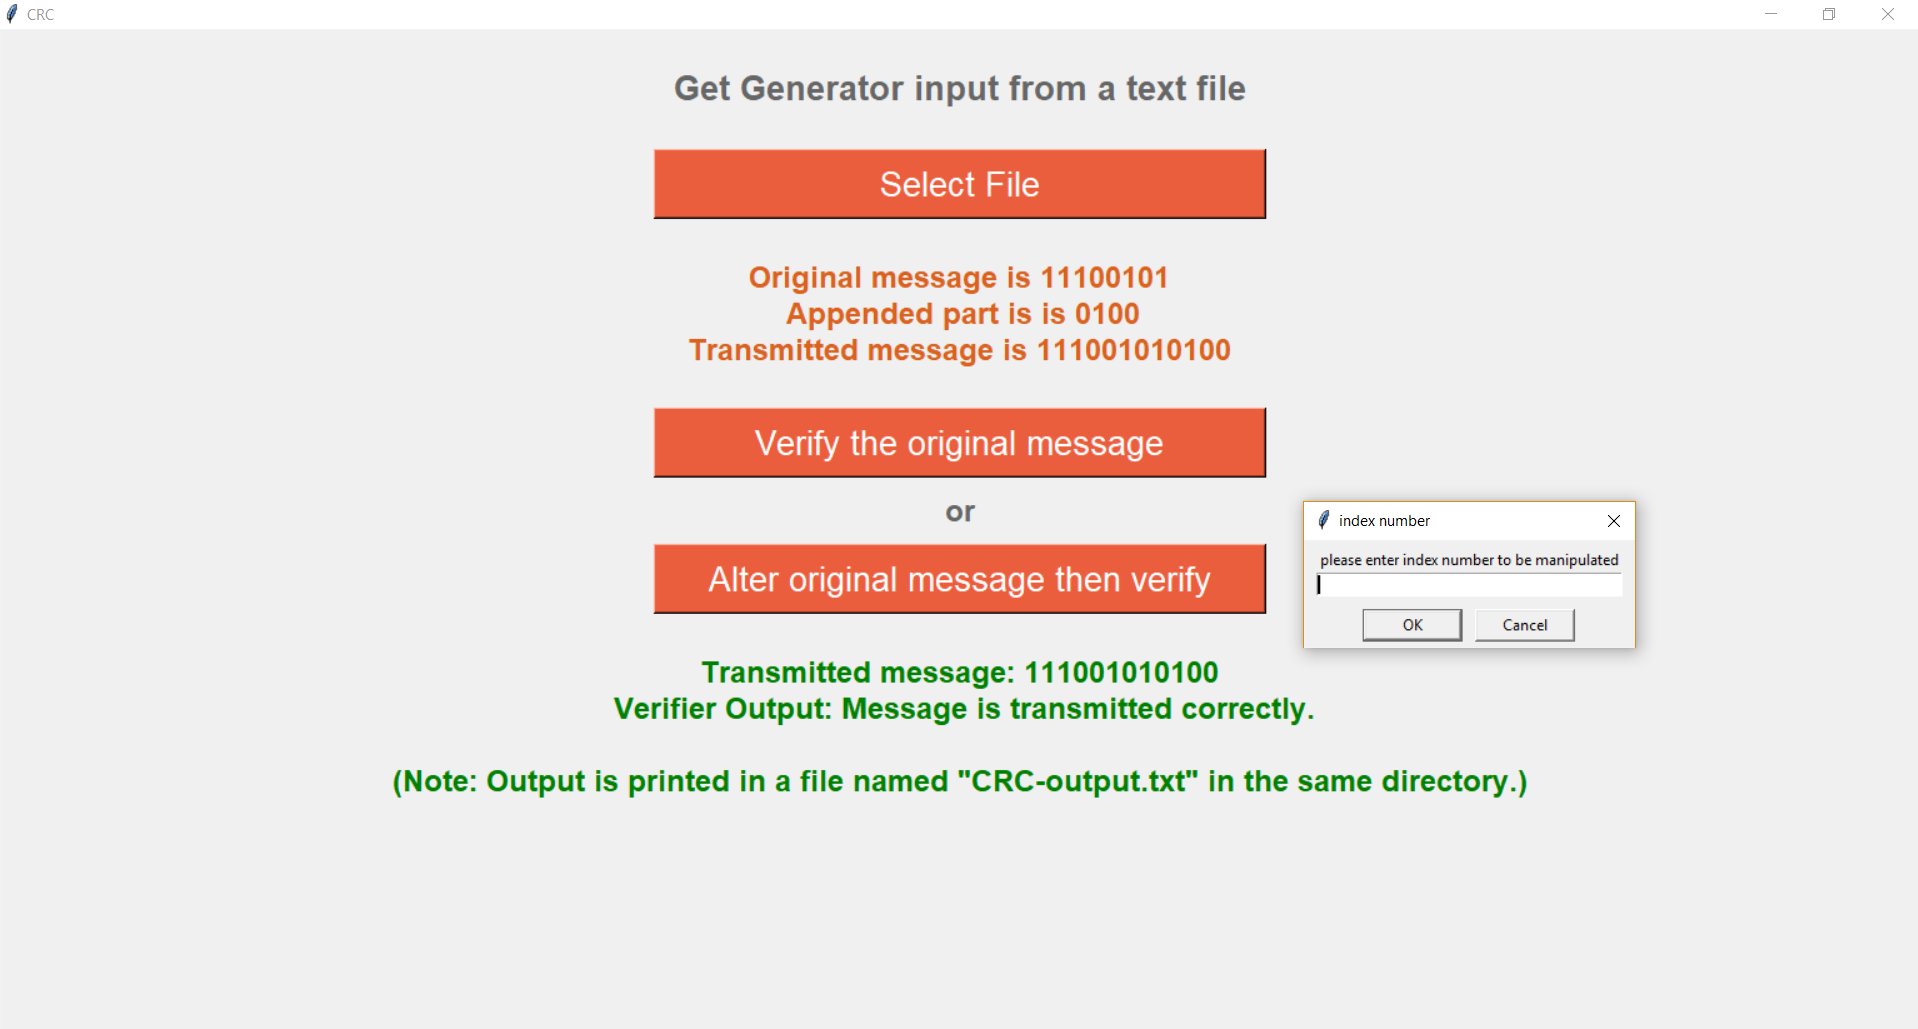 CRC
Get Generator input from a text file
Select File
Original message is 11100101
Appended part is is 0100
Transmitted message is 111001010100
Verify the original message
or
Alter original message then verify
index number
please enter index number to be manipulated
OK Cancel
Transmitted message: 111001010100
Verifier Output: Message is transmitted correctly.
(Note: Output is printed in a file named "CRC-output.txt" in the same directory.)